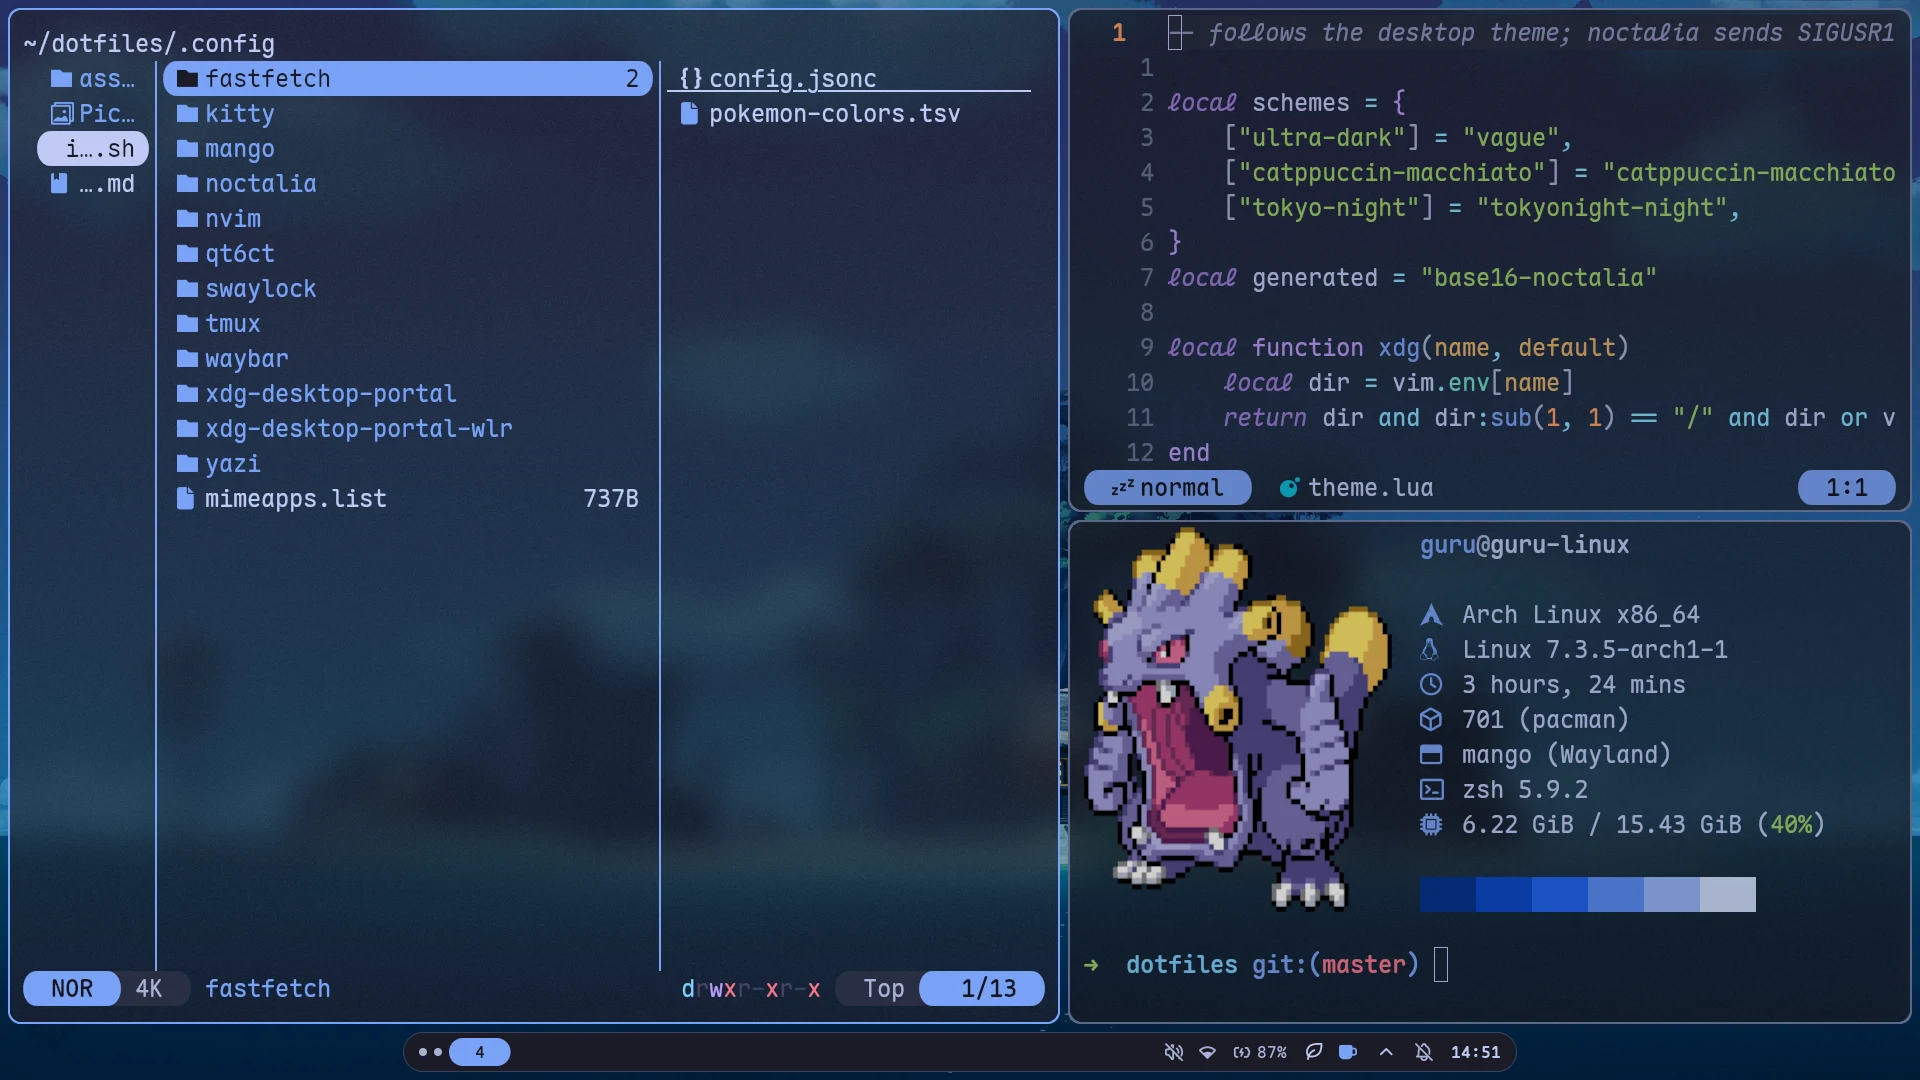 ~/dotfiles/.config
ass…
Pic…
i….sh
….md
fastfetch 2
kitty
mango
noctalia
nvim
qt6ct
swaylock
tmux
waybar
xdg-desktop-portal
xdg-desktop-portal-wlr
yazi
mimeapps.list 737B
config.jsonc
pokemon-colors.tsv
NOR 4K fastfetch drwxr-xr-x Top 1/13
1 -- follows the desktop theme; noctalia sends SIGUSR1
1
2 local schemes = {
3 ["ultra-dark"] = "vague",
4 ["catppuccin-macchiato"] = "catppuccin-macchiato
5 ["tokyo-night"] = "tokyonight-night",
6 }
7 local generated = "base16-noctalia"
8
9 local function xdg(name, default)
10 local dir = vim.env[name]
11 return dir and dir:sub(1, 1) == "/" and dir or v
12 end
zzz normal theme.lua 1:1
guru@guru-linux
Arch Linux x86_64
Linux 7.3.5-arch1-1
3 hours, 24 mins
701 (pacman)
mango (Wayland)
zsh 5.9.2
6.22 GiB / 15.43 GiB (40%)
→ dotfiles git:(master)
4 87% 14:51